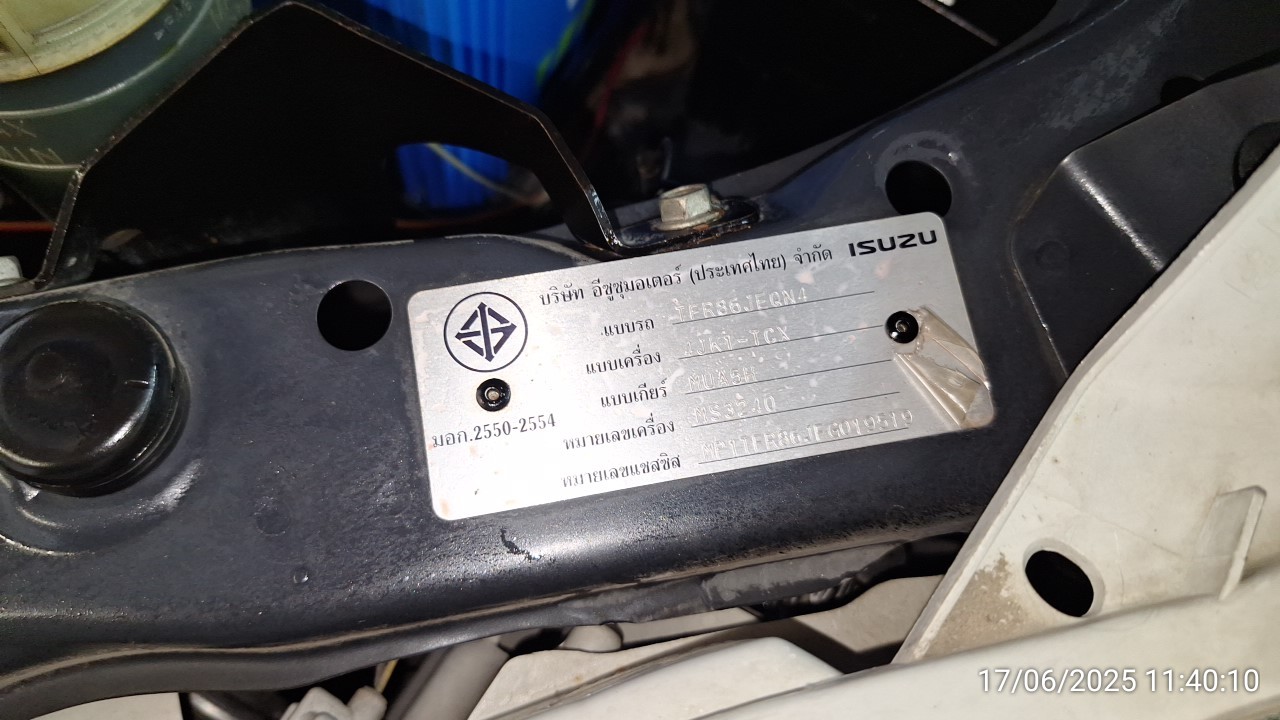 บริษัท อีซูซุมอเตอร์ (ประเทศไทย) จำกัด ISUZU
แบบรถ TFR86JEQN4
แบบเครื่อง 4JK1-TCX
แบบเกียร์ MUX5H
มอก.2550-2554
หมายเลขเครื่อง
หมายเลขแชสซิส
17/06/2025 11:40:10